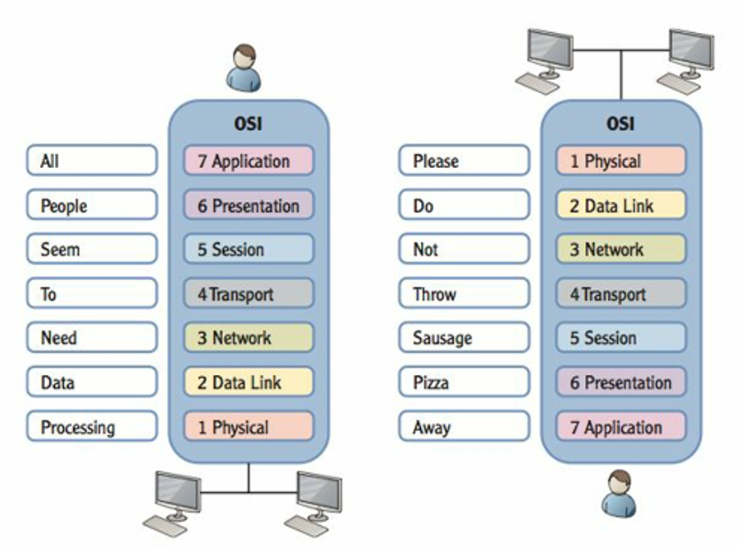 OSI
All 7 Application
People 6 Presentation
Seem 5 Session
To 4 Transport
Need 3 Network
Data 2 Data Link
Processing 1 Physical
OSI
Please 1 Physical
Do 2 Data Link
Not 3 Network
Throw 4 Transport
Sausage 5 Session
Pizza 6 Presentation
Away 7 Application